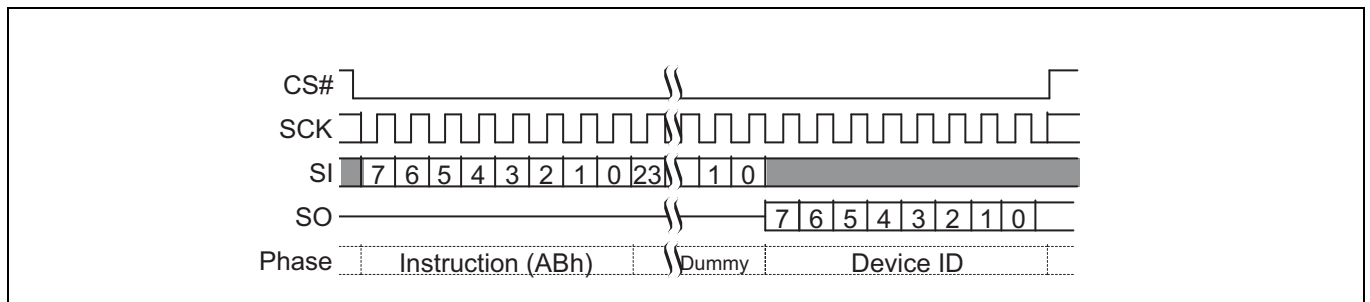 CS#
SCK
SI 7 6 5 4 3 2 1 0 23 1 0
SO 7 6 5 4 3 2 1 0
Phase Instruction (ABh) Dummy Device ID